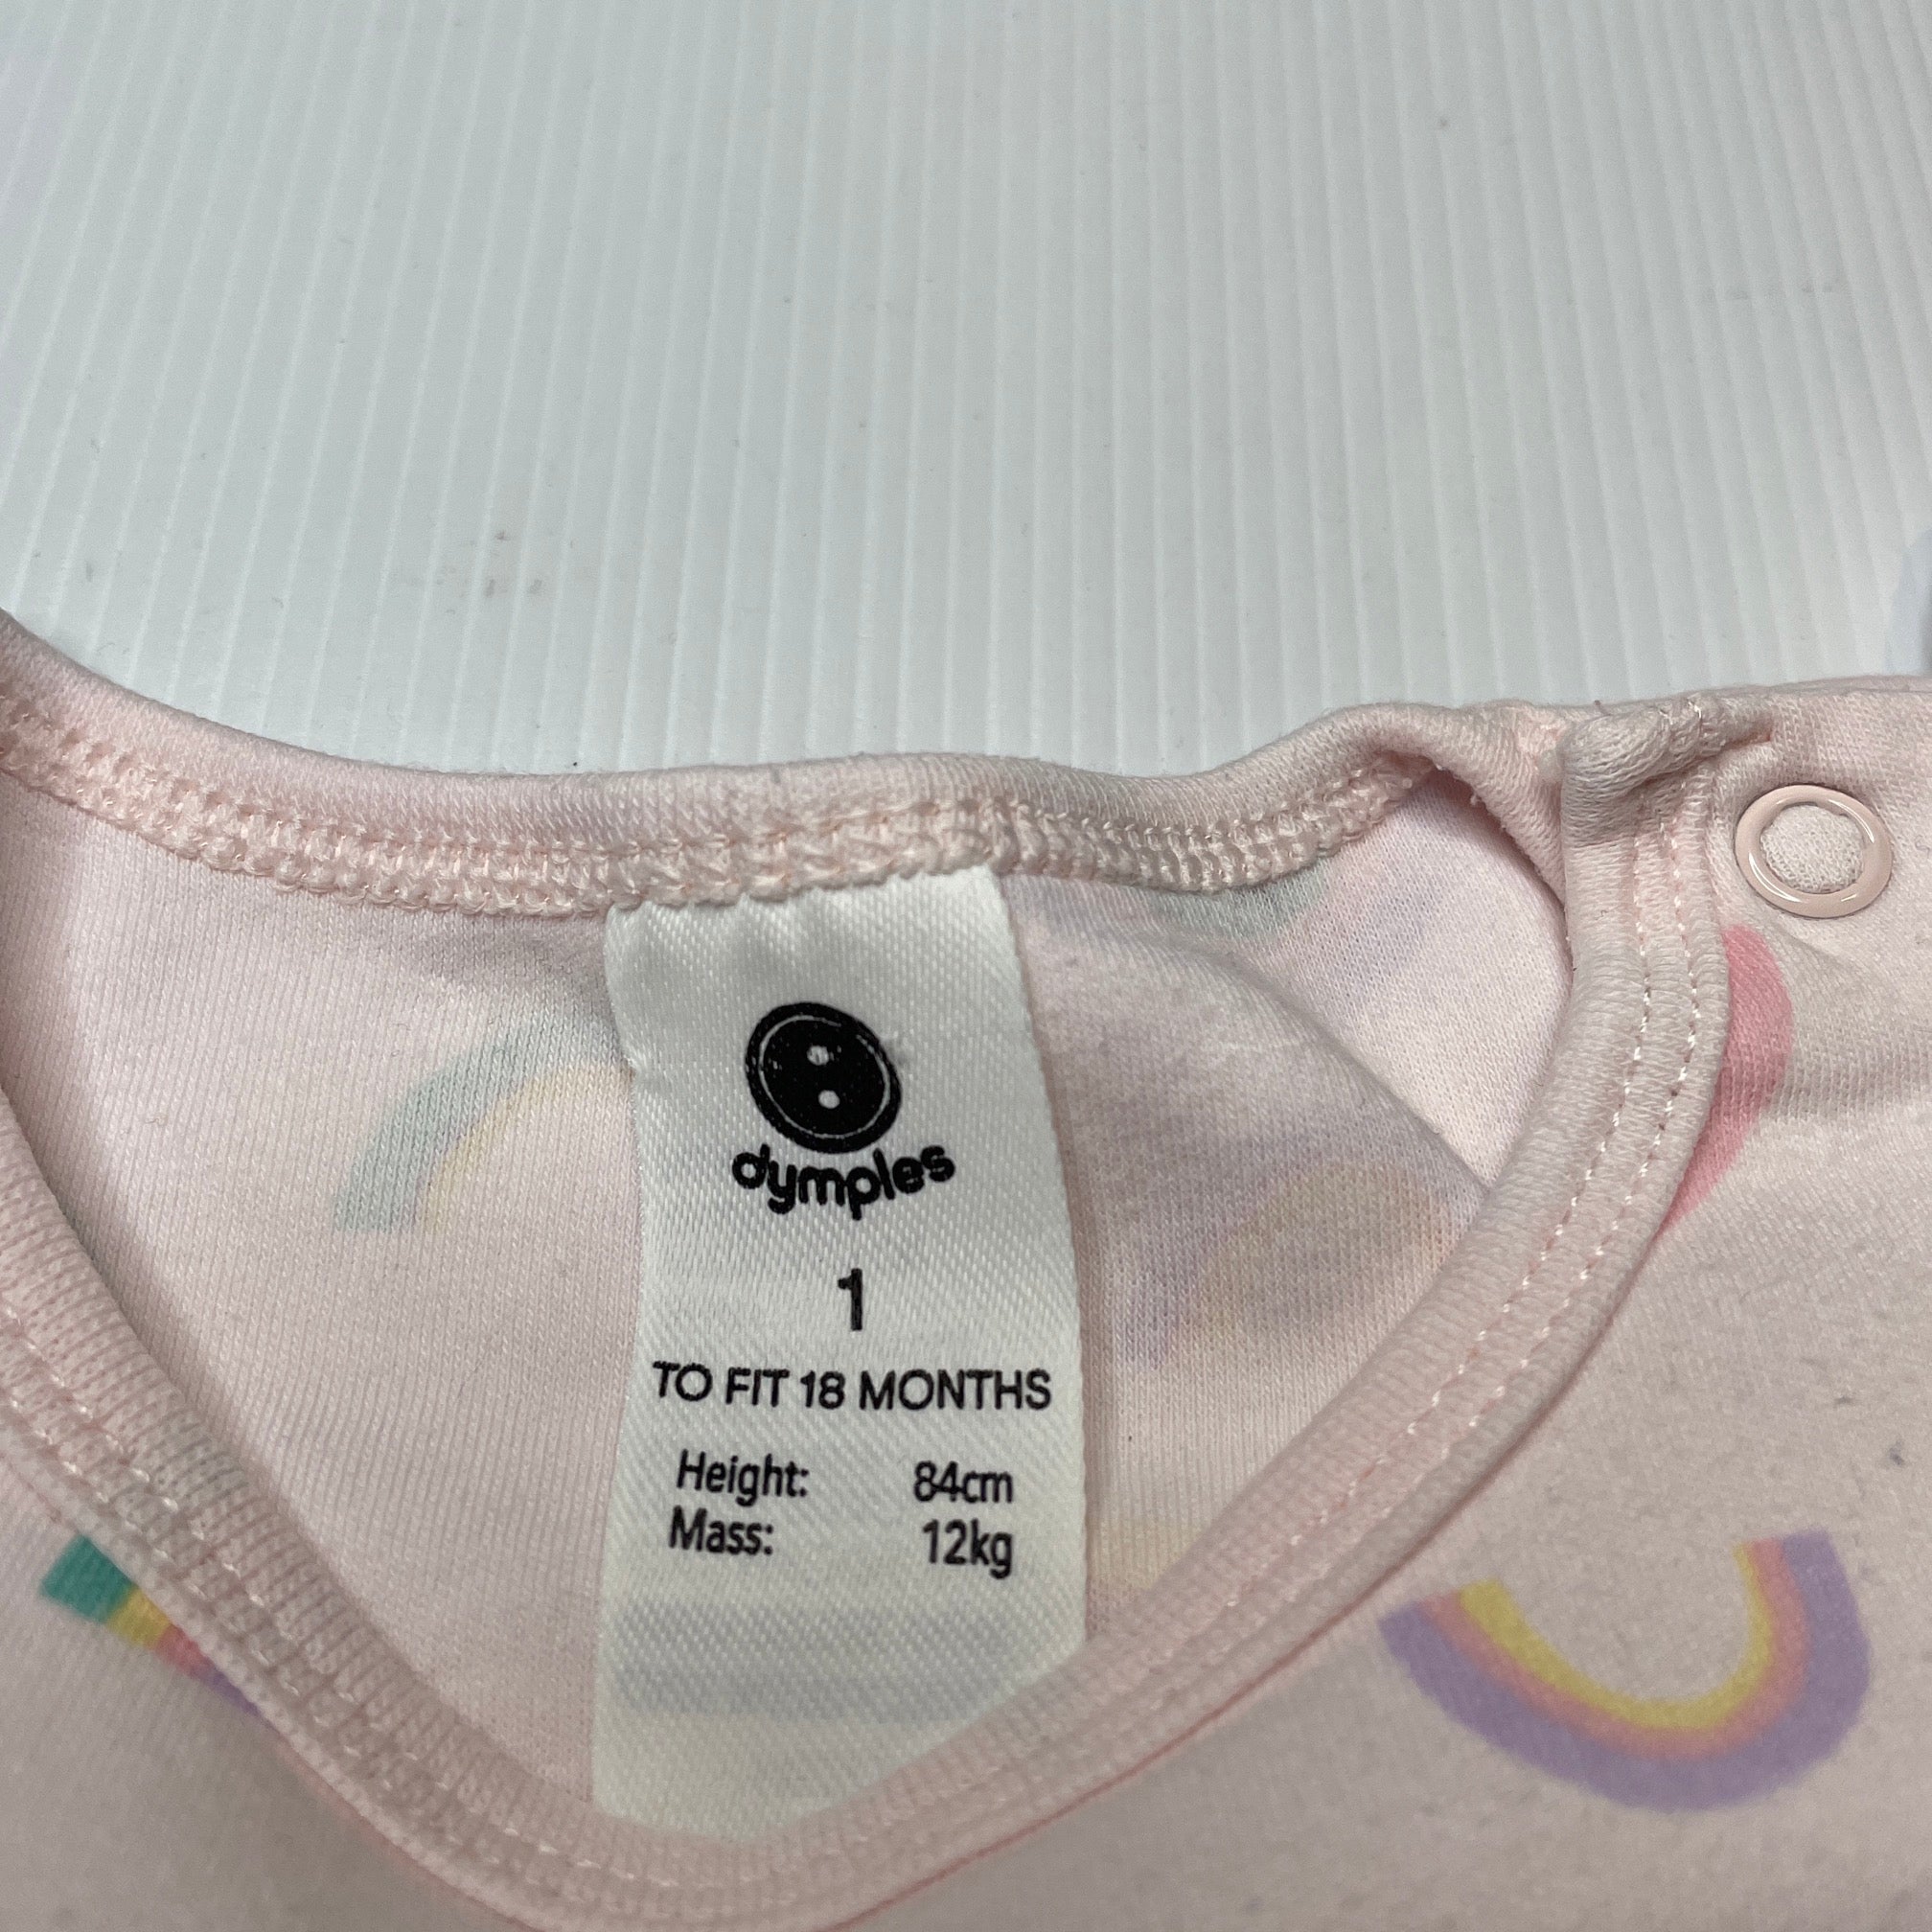 dymples
1
TO FIT 18 MONTHS
Height: 84cm
Mass: 12kg